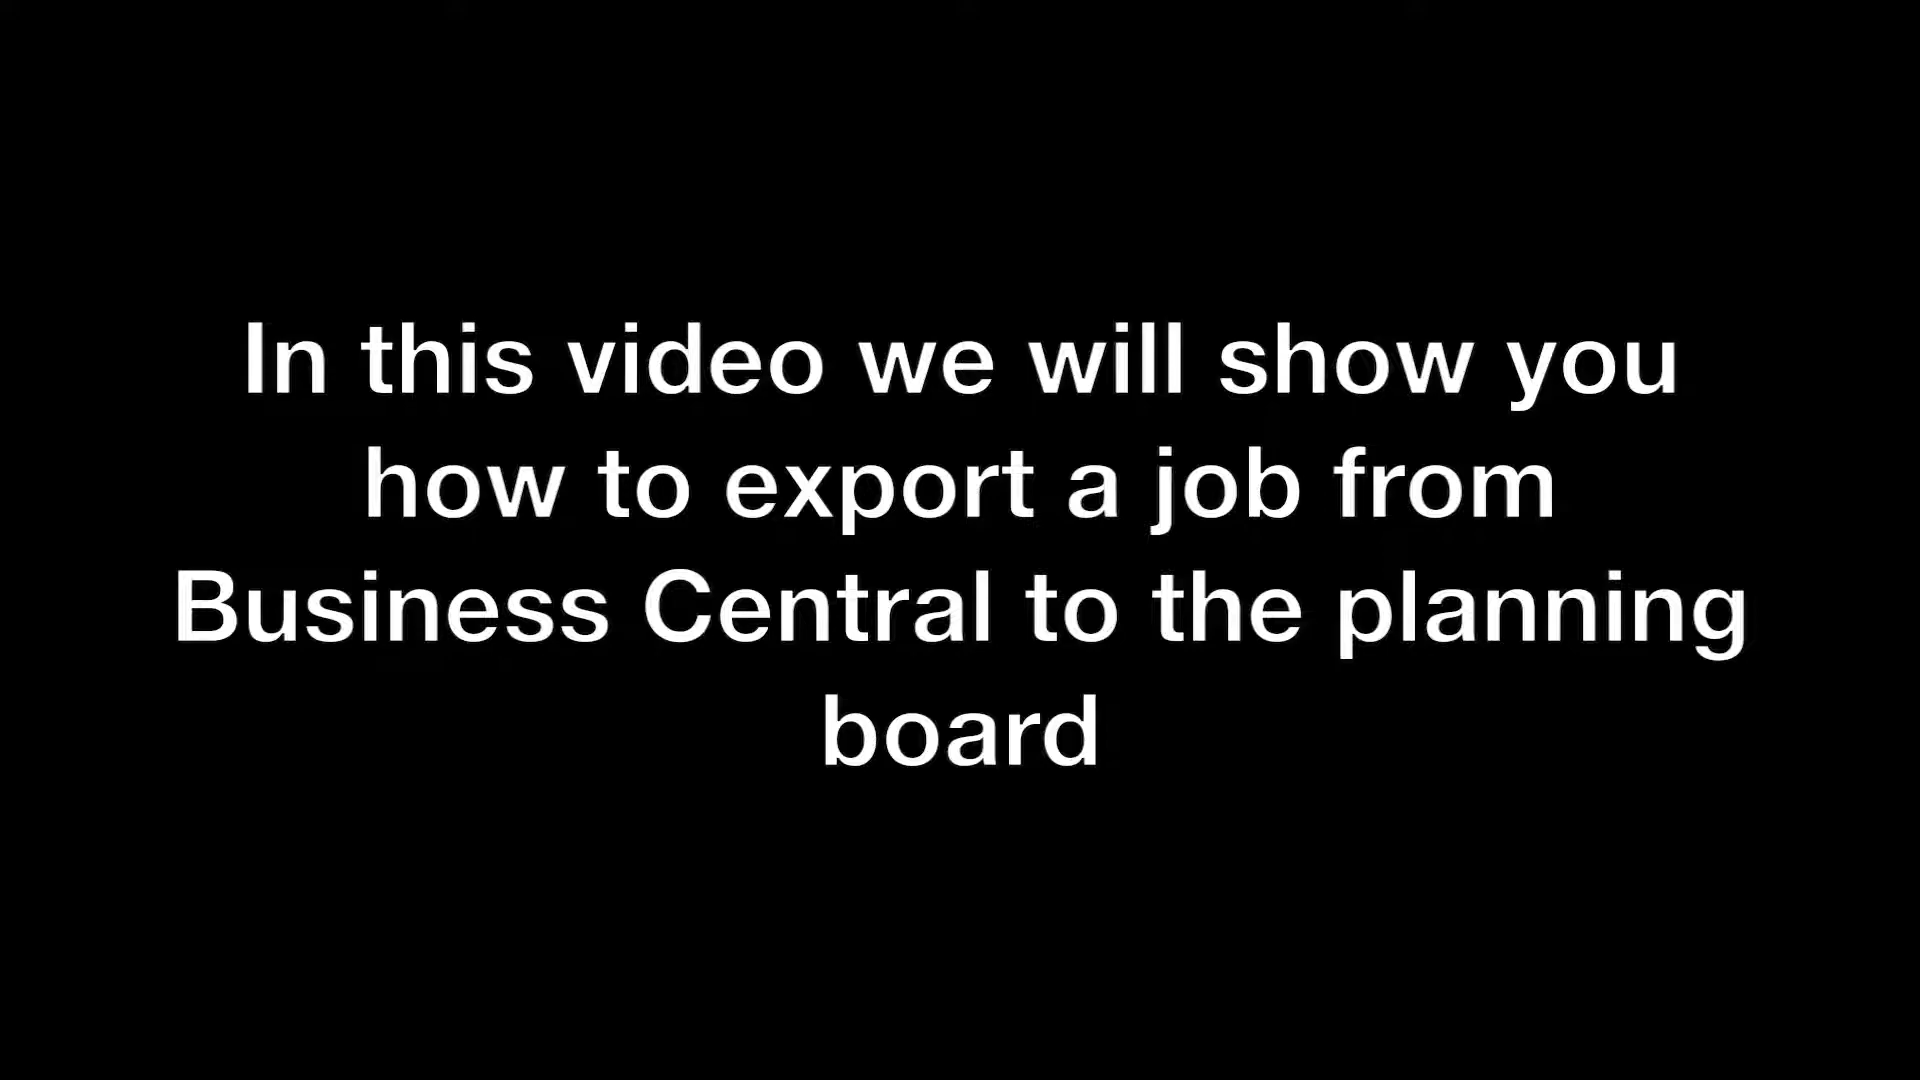 In this video we will show you
how to export a job from
Business Central to the planning
board